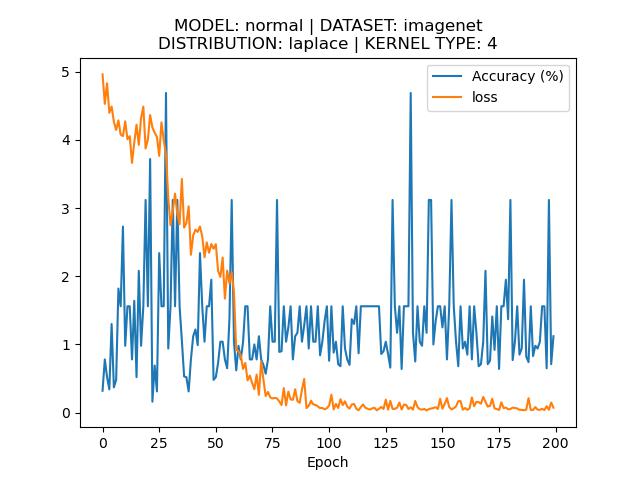 MODEL: normal | DATASET: imagenet
DISTRIBUTION: laplace | KERNEL TYPE: 4
Accuracy (%)
loss
5
4
3
2
1
0
0 25 50 75 100 125 150 175 200
Epoch